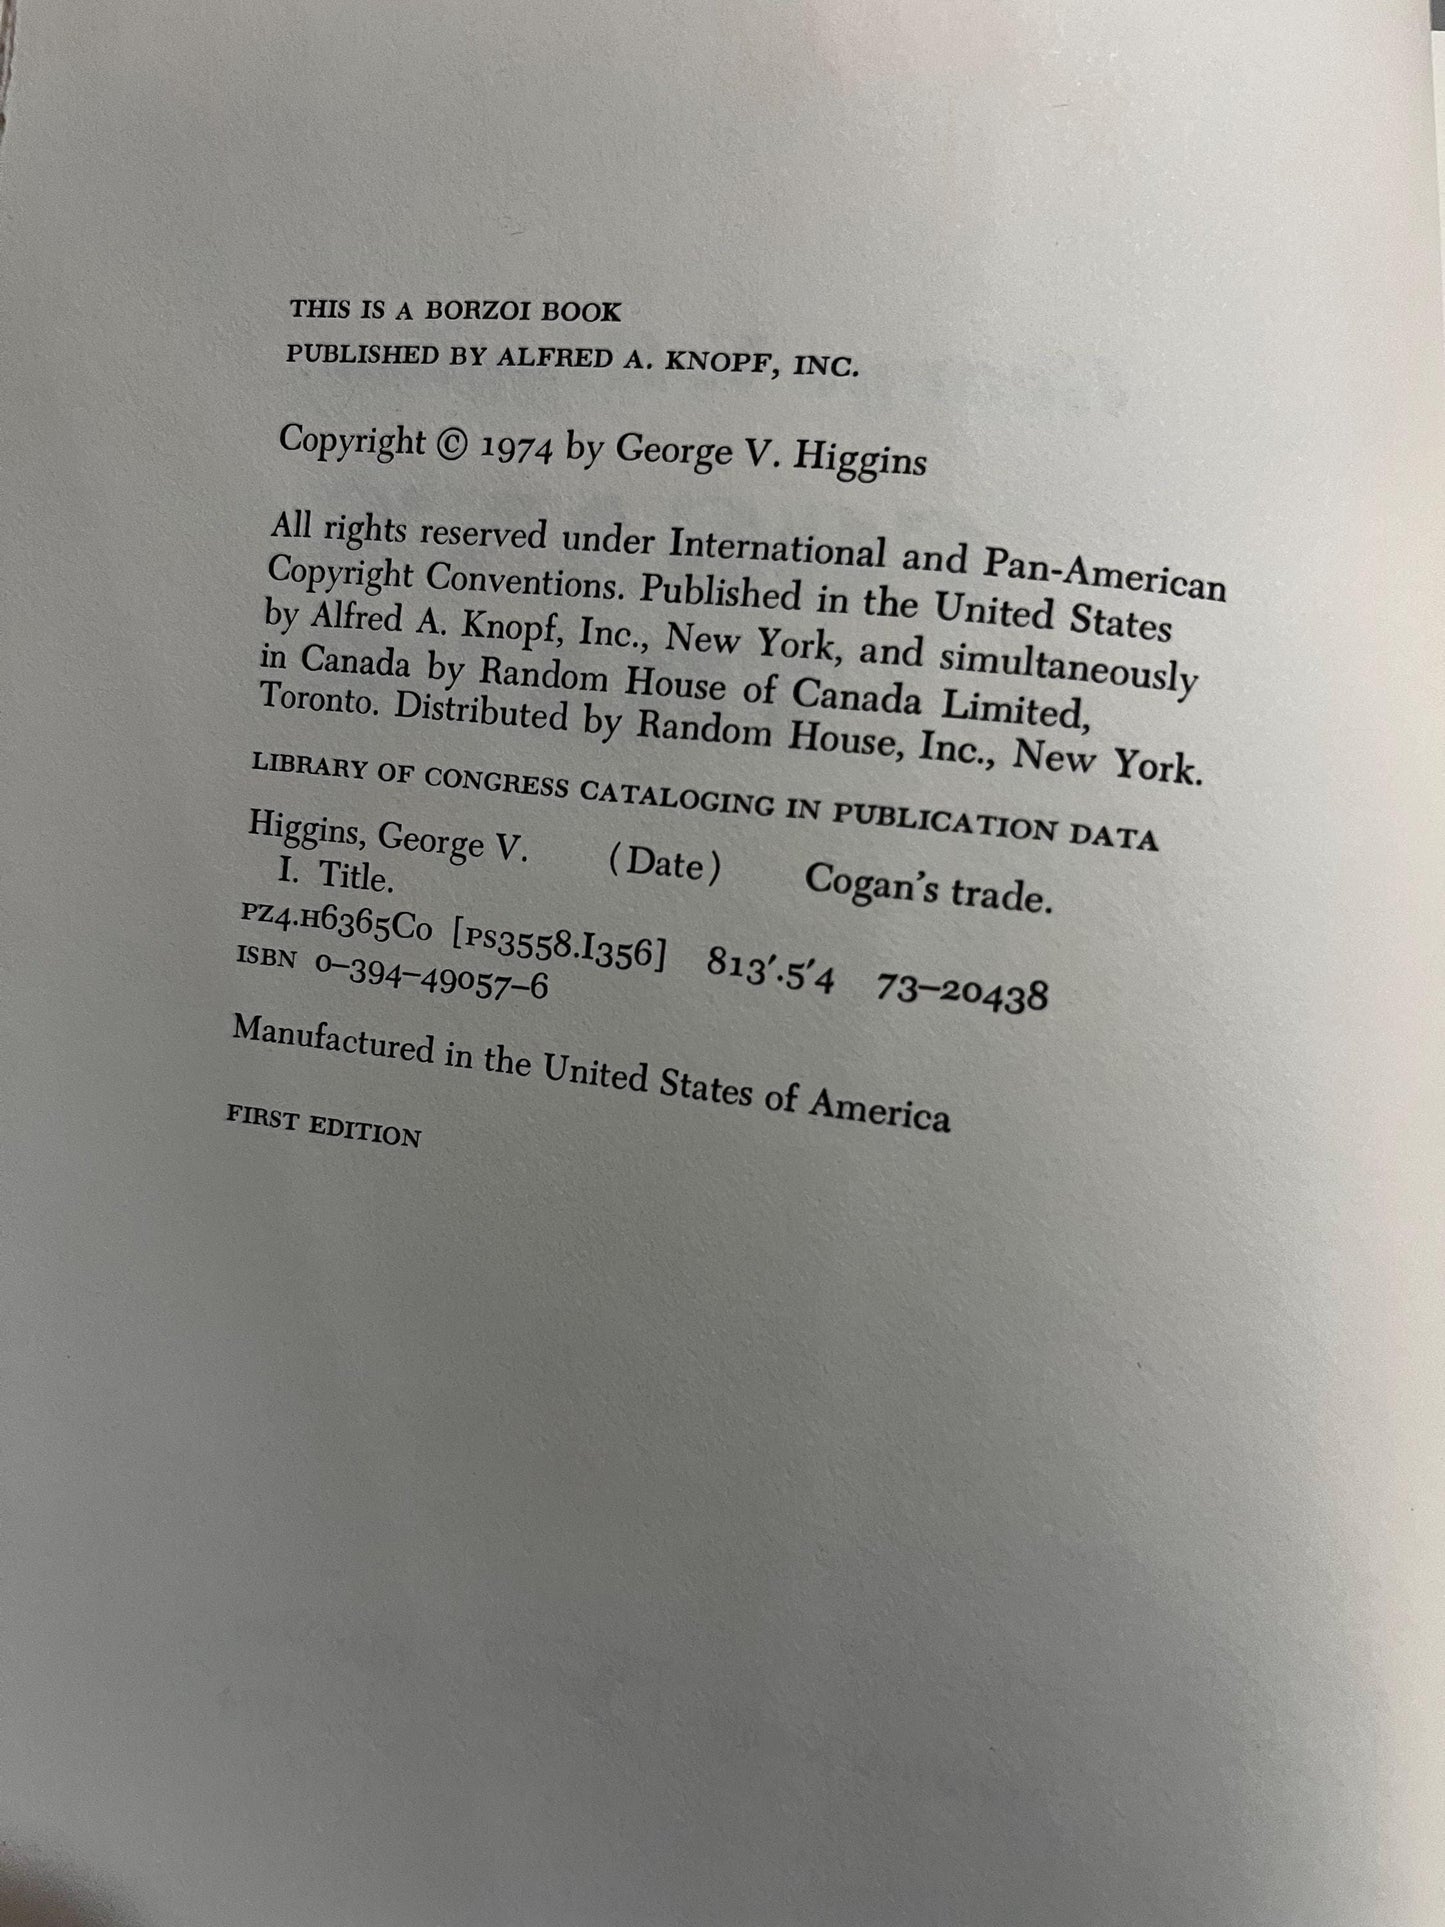 THIS IS A BORZOI BOOK
PUBLISHED BY ALFRED A. KNOPF, INC.
Copyright © 1974 by George V. Higgins
All rights reserved under International and Pan-American
Copyright Conventions. Published in the United States
by Alfred A. Knopf, Inc., New York, and simultaneously
in Canada by Random House of Canada Limited,
Toronto. Distributed by Random House, Inc., New York.
LIBRARY OF CONGRESS CATALOGING IN PUBLICATION DATA
Higgins, George V. (Date) Cogan's trade.
I. Title.
PZ4.H6365Co [PS3558.I356] 813'.5'4 73–20438
ISBN 0–394–49057–6
Manufactured in the United States of America
FIRST EDITION